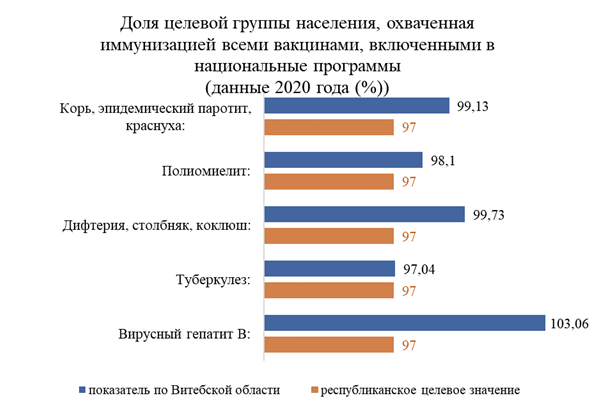 Доля целевой группы населения, охваченная
иммунизацией всеми вакцинами, включенными в
национальные программы
(данные 2020 года (%))
Корь, эпидемический паротит,
краснуха:
99,13
97
Полиомиелит:
98,1
97
Дифтерия, столбняк, коклюш:
99,73
97
Туберкулез:
97,04
97
Вирусный гепатит В:
103,06
97
показатель по Витебской области
республиканское целевое значение